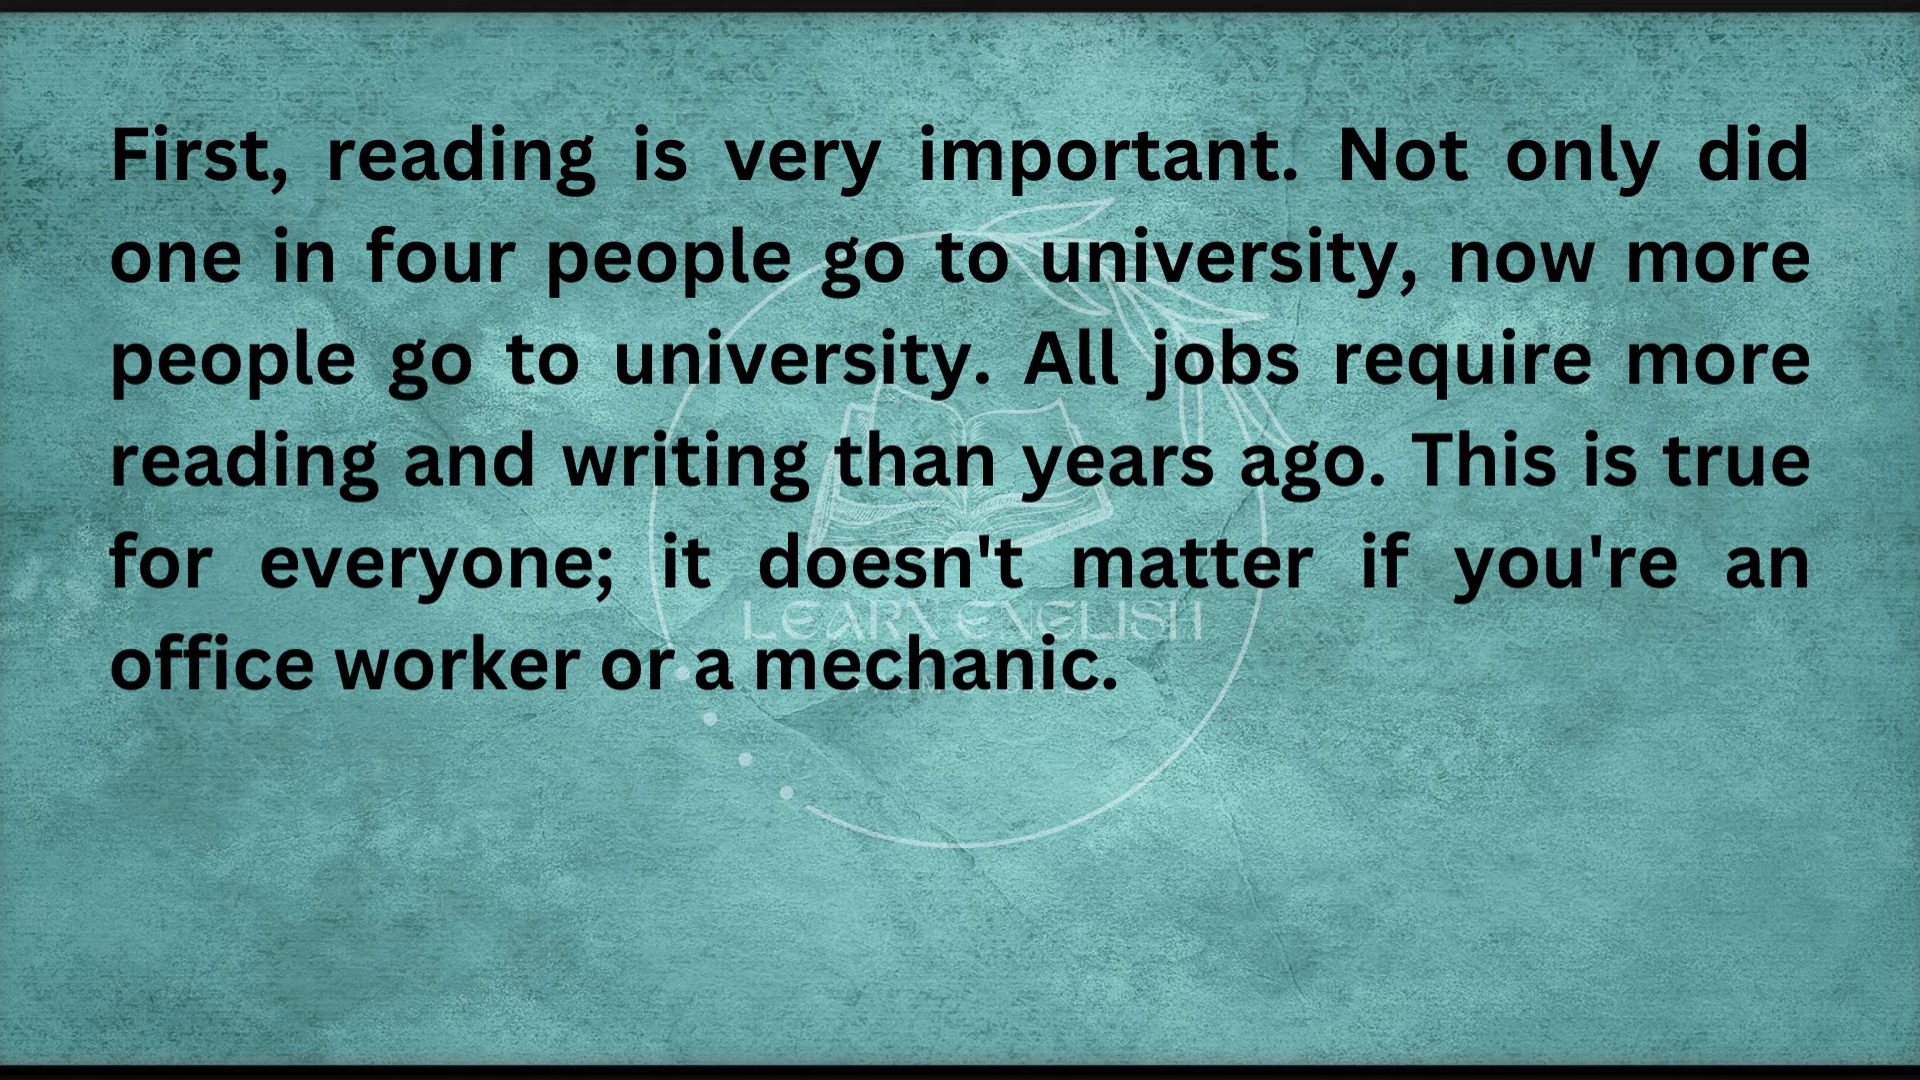 First, reading is very important. Not only did
one in four people go to university, now more
people go to university. All jobs require more
reading and writing than years ago. This is true
for everyone; it doesn't matter if you're an
office worker or a mechanic.
LEARN ENGLISH